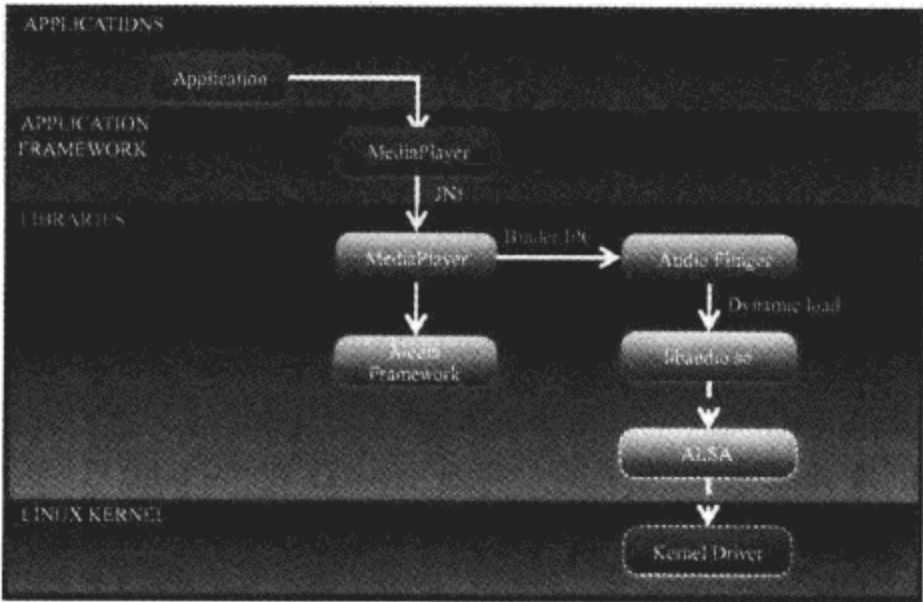 APPLICATIONS
Application
APPLICATION
FRAMEWORK
MediaPlayer
JNI
LIBRARIES
MediaPlayer
Binder IPC
Audio Flinger
Dynamic load
Media
Framework
libaudio.so
ALSA
LINUX KERNEL
Kernel Driver